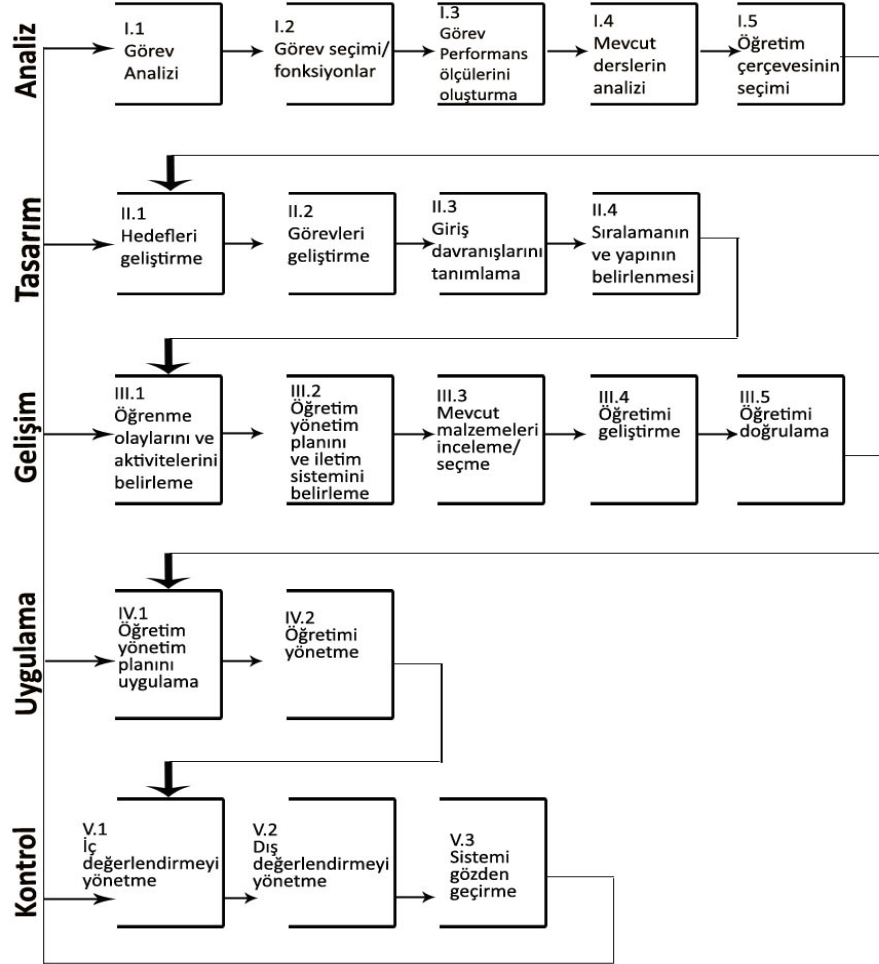 Analiz
I.1
Görev
Analizi
I.2
Görev seçimi/
fonksiyonlar
I.3
Görev
Performans
ölçülerini
oluşturma
I.4
Mevcut
derslerin
analizi
I.5
Öğretim
çerçevesinin
seçimi
Tasarım
II.1
Hedefleri
geliştirme
II.2
Görevleri
geliştirme
II.3
Giriş
davranışlarını
tanımlama
II.4
Sıralamanın
ve yapının
belirlenmesi
Gelişim
III.1
Öğrenme
olaylarını ve
aktivitelerini
belirleme
III.2
Öğretim
yönetim
planını
ve iletim
sistemini
belirleme
III.3
Mevcut
malzemeleri
inceleme/
seçme
III.4
Öğretimi
geliştirme
III.5
Öğretimi
doğrulama
Uygulama
IV.1
Öğretim
yönetim
planını
uygulama
IV.2
Öğretimi
yönetme
Kontrol
V.1
İç
değerlendirmeyi
yönetme
V.2
Dış
değerlendirmeyi
yönetme
V.3
Sistemi
gözden
geçirme